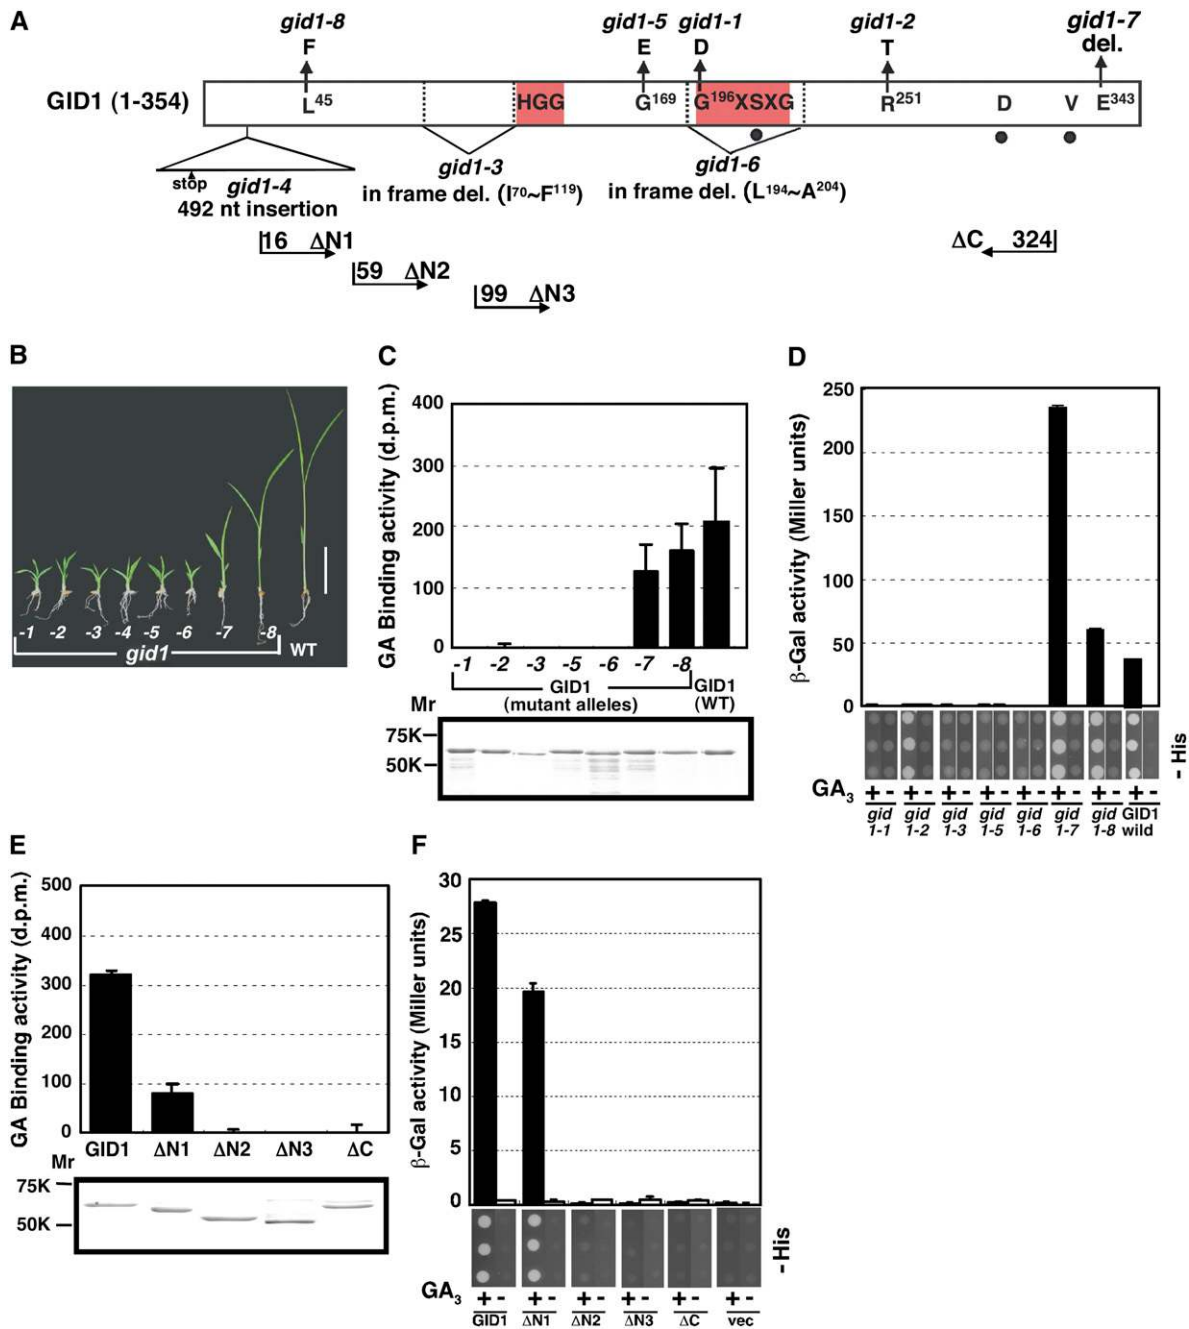 A
gid1-8 gid1-5 gid1-1 gid1-2 gid1-7
F E D T del.
GID1 (1-354) L45 HGG G169 G196XSXG R251 D V E343
stop gid1-4
492 nt insertion
gid1-3
in frame del. (I70~F119)
gid1-6
in frame del. (L194~A204)
16 ΔN1
59 ΔN2
99 ΔN3
ΔC 324
B
-1 -2 -3 -4 -5 -6 -7 -8 WT
gid1
C
GA Binding activity (d.p.m.)
400
300
200
100
0
-1 -2 -3 -5 -6 -7 -8
GID1 GID1
(mutant alleles) (WT)
Mr
75K
50K
D
β-Gal activity (Miller units)
250
200
150
100
50
0
- His
GA3 + - + - + - + - + - + - + - + -
gid gid gid gid gid gid gid GID1
1-1 1-2 1-3 1-5 1-6 1-7 1-8 wild
E
GA Binding activity (d.p.m.)
500
400
300
200
100
0
GID1 ΔN1 ΔN2 ΔN3 ΔC
Mr
75K
50K
F
β-Gal activity (Miller units)
30
25
20
15
10
5
0
- His
GA3 + - + - + - + - + - + -
GID1 ΔN1 ΔN2 ΔN3 ΔC vec